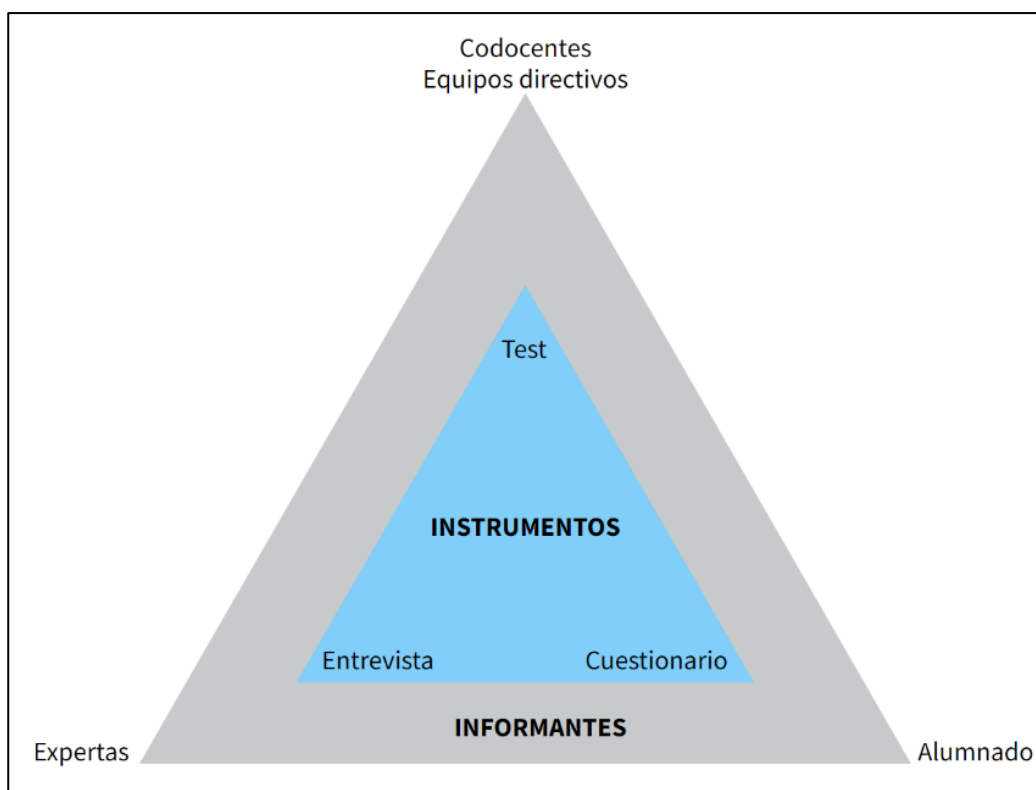 Codocentes
Equipos directivos
Test
INSTRUMENTOS
Entrevista
Cuestionario
INFORMANTES
Expertas
Alumnado